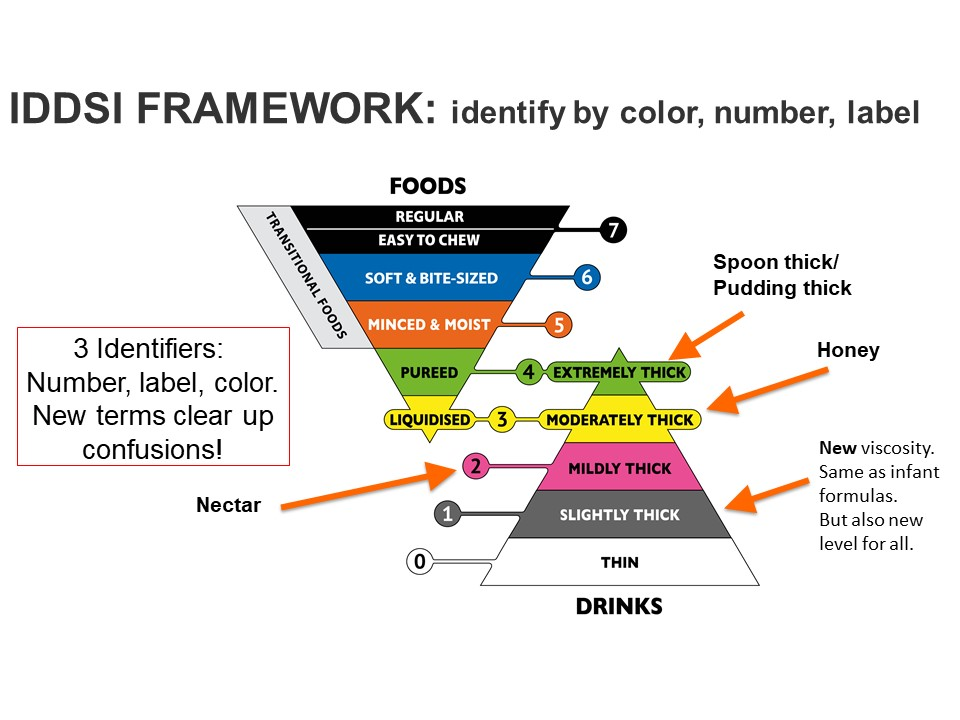 IDDSI FRAMEWORK: identify by color, number, label
FOODS
TRANSITIONAL FOODS
REGULAR
EASY TO CHEW
7
SOFT & BITE-SIZED
6
MINCED & MOIST
5
PUREED
4
EXTREMELY THICK
LIQUIDISED
3
MODERATELY THICK
2
MILDLY THICK
1
SLIGHTLY THICK
0
THIN
DRINKS
3 Identifiers:
Number, label, color.
New terms clear up
confusions!
Nectar
Spoon thick/
Pudding thick
Honey
New viscosity.
Same as infant
formulas.
But also new
level for all.